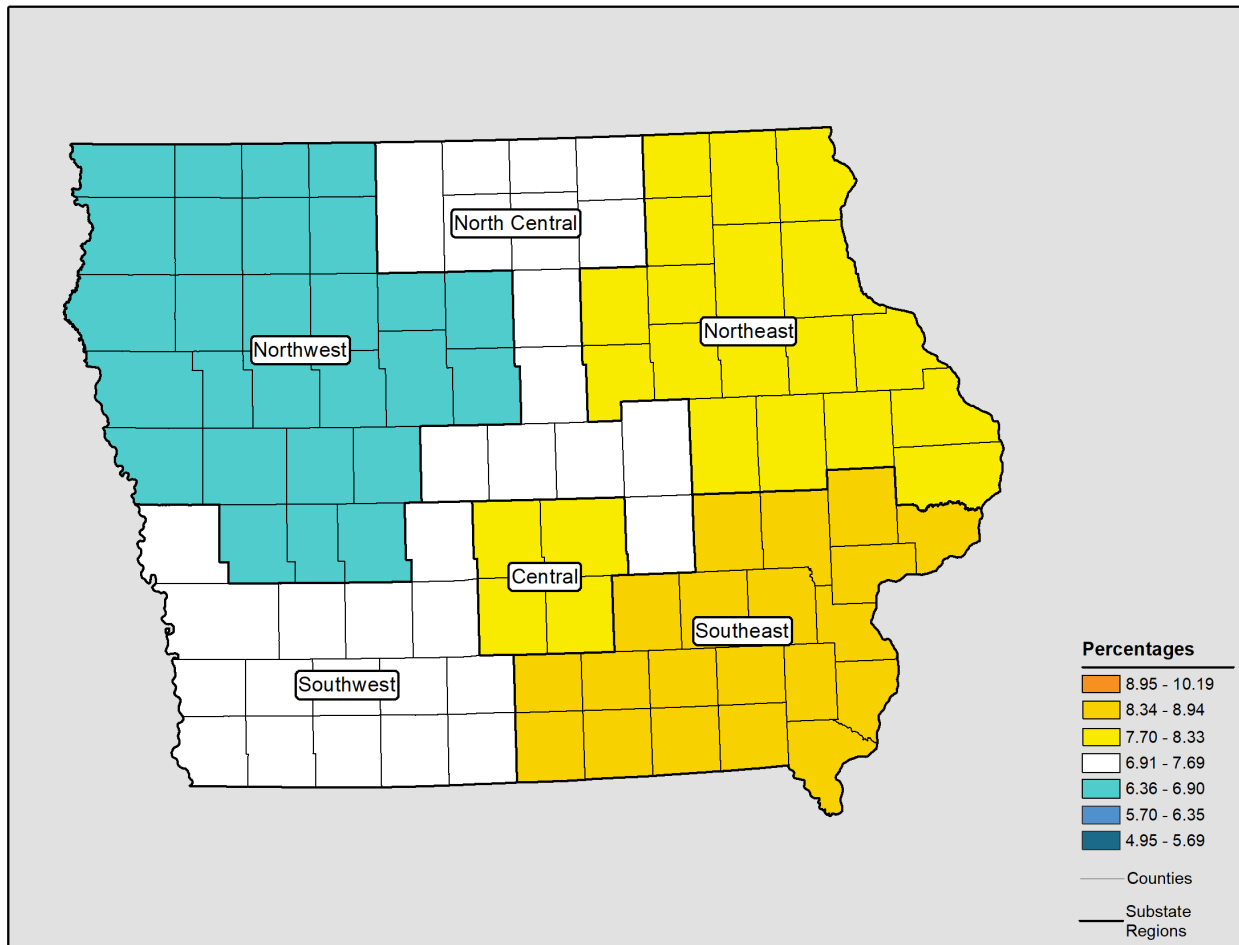 North Central
Northeast
Northwest
Central
Southeast
Southwest
Percentages
8.95 - 10.19
8.34 - 8.94
7.70 - 8.33
6.91 - 7.69
6.36 - 6.90
5.70 - 6.35
4.95 - 5.69
Counties
Substate
Regions